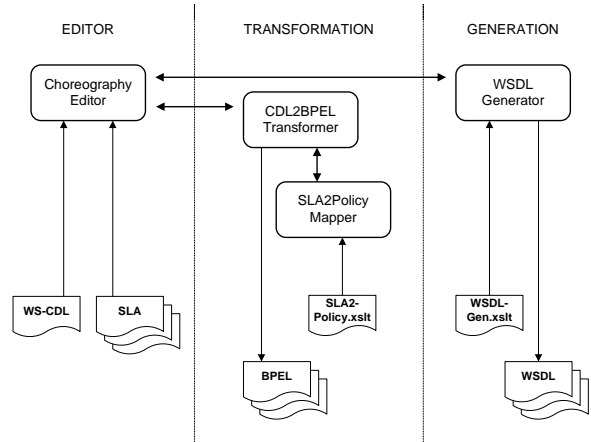 EDITOR
TRANSFORMATION
GENERATION
Choreography
Editor
CDL2BPEL
Transformer
WSDL
Generator
SLA2Policy
Mapper
WS-CDL
SLA
SLA2-
Policy.xslt
WSDL-
Gen.xslt
BPEL
WSDL